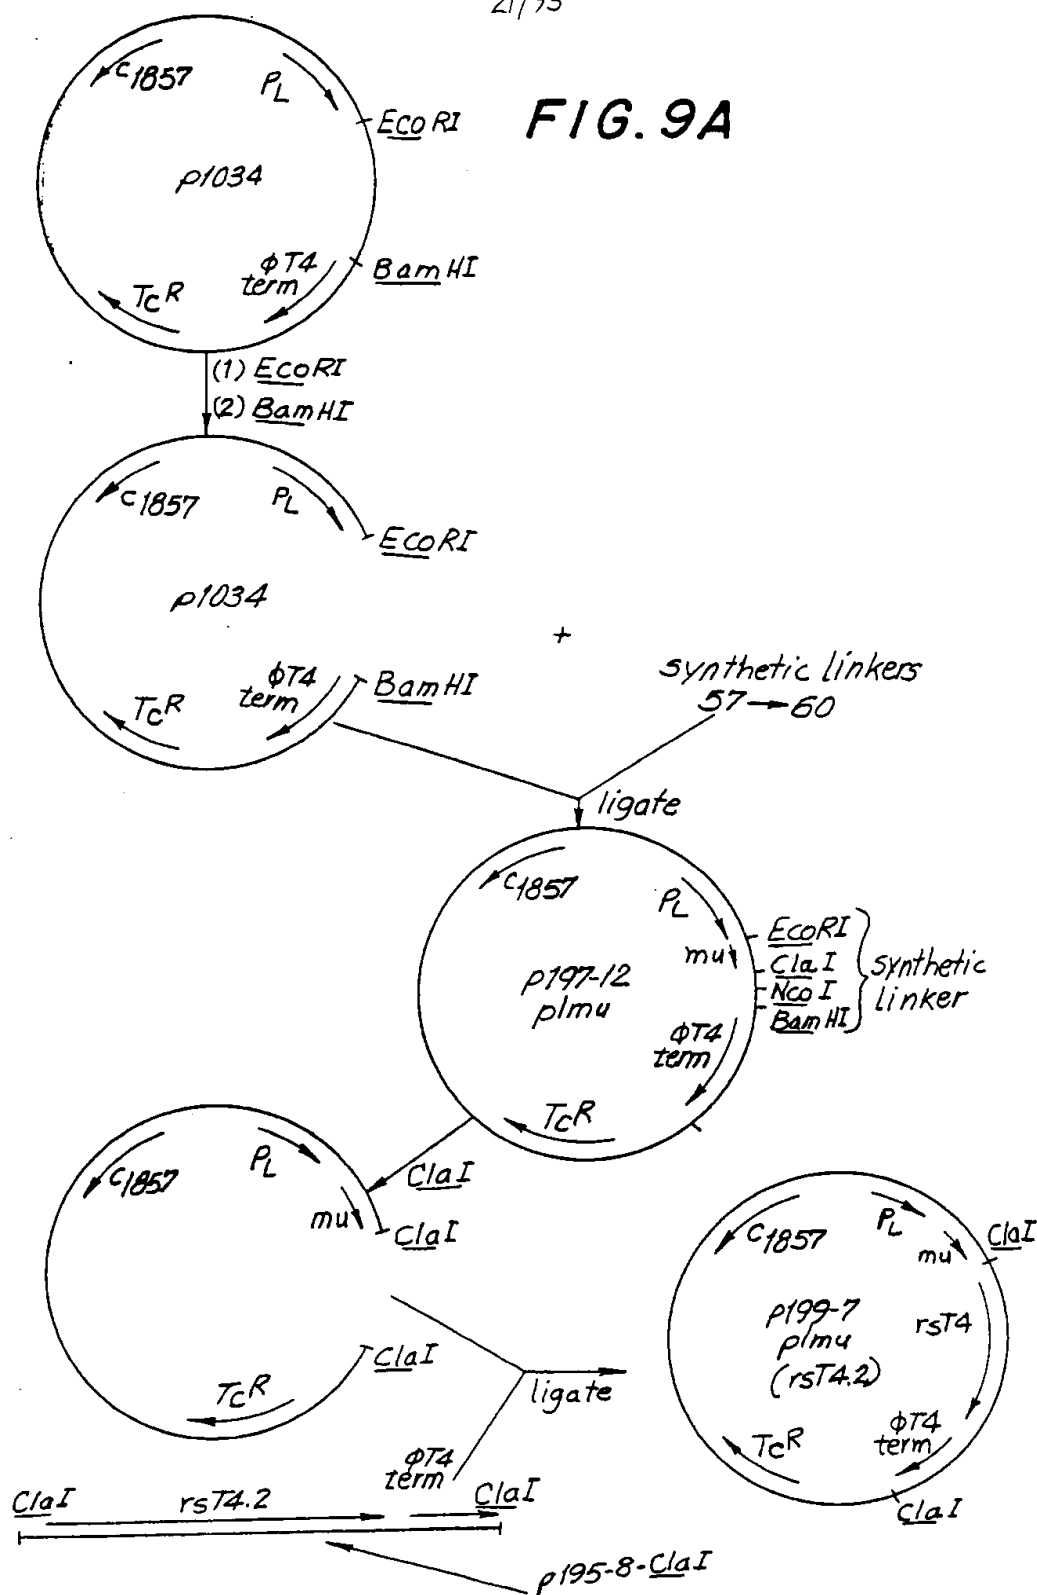 21/95
FIG. 9A
c1857
PL
EcoRI
p1034
φT4
term
BamHI
TcR
(1) EcoRI
(2) BamHI
c1857
PL
EcoRI
p1034
φT4
term
BamHI
TcR
+
synthetic linkers
57→60
ligate
c1857
PL
mu
EcoRI
ClaI
NcoI
BamHI
synthetic
linker
p197-12
plmu
φT4
term
TcR
ClaI
c1857
PL
mu
ClaI
ClaI
TcR
ligate
φT4
term
ClaI
rsT4.2
ClaI
p195-8-ClaI
c1857
PL
mu
ClaI
p199-7
plmu
(rsT4.2)
rsT4
φT4
term
TcR
ClaI